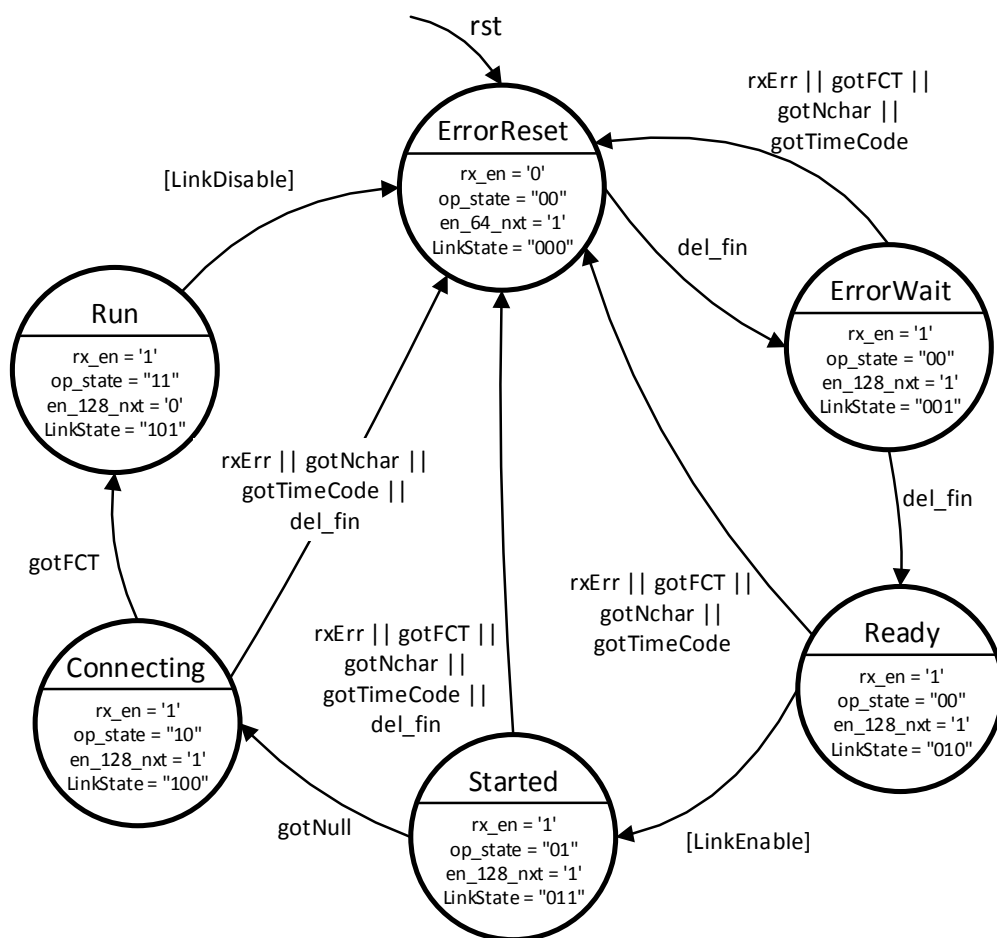 rst
rxErr || gotFCT ||
gotNchar ||
gotTimeCode
ErrorReset
rx_en = '0'
op_state = "00"
en_64_nxt = '1'
LinkState = "000"
[LinkDisable]
del_fin
ErrorWait
rx_en = '1'
op_state = "00"
en_128_nxt = '1'
LinkState = "001"
Run
rx_en = '1'
op_state = "11"
en_128_nxt = '0'
LinkState = "101"
rxErr || gotNchar ||
gotTimeCode ||
del_fin
del_fin
gotFCT
rxErr || gotFCT ||
gotNchar ||
gotTimeCode
rxErr || gotFCT ||
gotNchar ||
gotTimeCode ||
del_fin
Ready
rx_en = '1'
op_state = "00"
en_128_nxt = '1'
LinkState = "010"
Connecting
rx_en = '1'
op_state = "10"
en_128_nxt = '1'
LinkState = "100"
Started
rx_en = '1'
op_state = "01"
en_128_nxt = '1'
LinkState = "011"
gotNull
[LinkEnable]